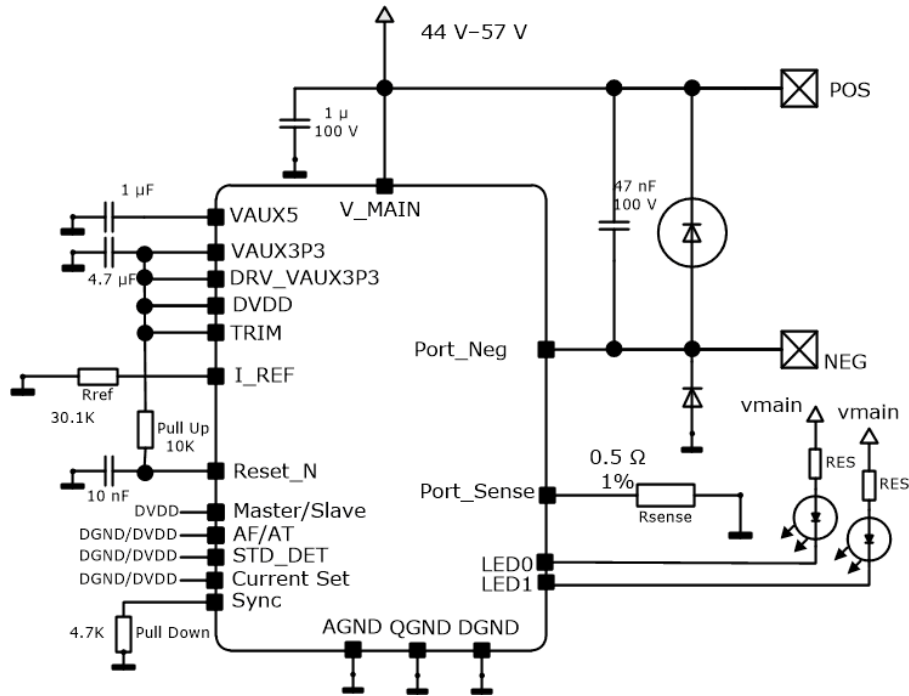 44 V–57 V
POS
1 µ
100 V
47 nF
100 V
1 µF
V_MAIN
VAUX5
VAUX3P3
4.7 µF
DRV_VAUX3P3
DVDD
TRIM
Port_Neg
NEG
I_REF
Rref
30.1K
vmain
vmain
Pull Up
10K
0.5 Ω
1%
RES
RES
Reset_N
10 nF
Port_Sense
Rsense
DVDD
Master/Slave
DGND/DVDD
AF/AT
DGND/DVDD
STD_DET
LED0
DGND/DVDD
Current Set
LED1
Sync
4.7K
Pull Down
AGND
QGND
DGND